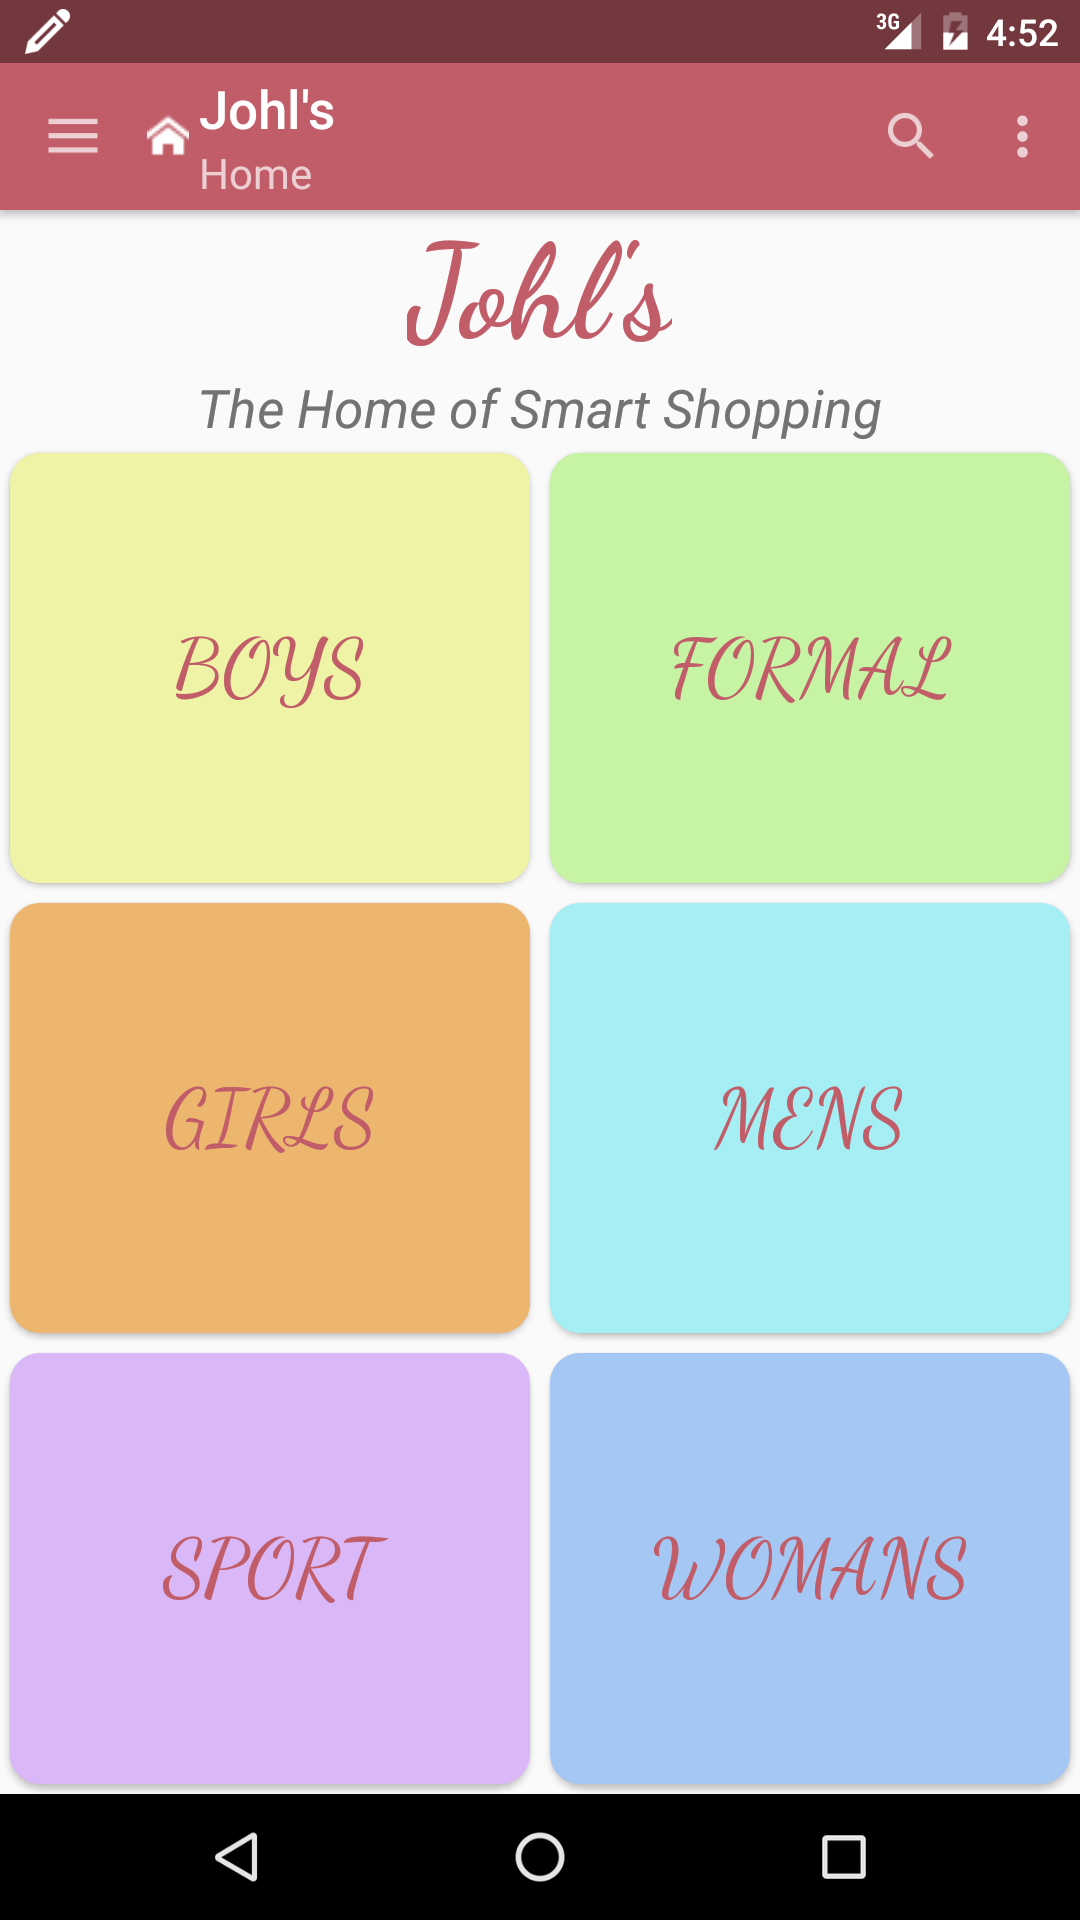 3G 4:52
Johl's
Home
Johl's
The Home of Smart Shopping
BOYS
FORMAL
GIRLS
MENS
SPORT
WOMANS